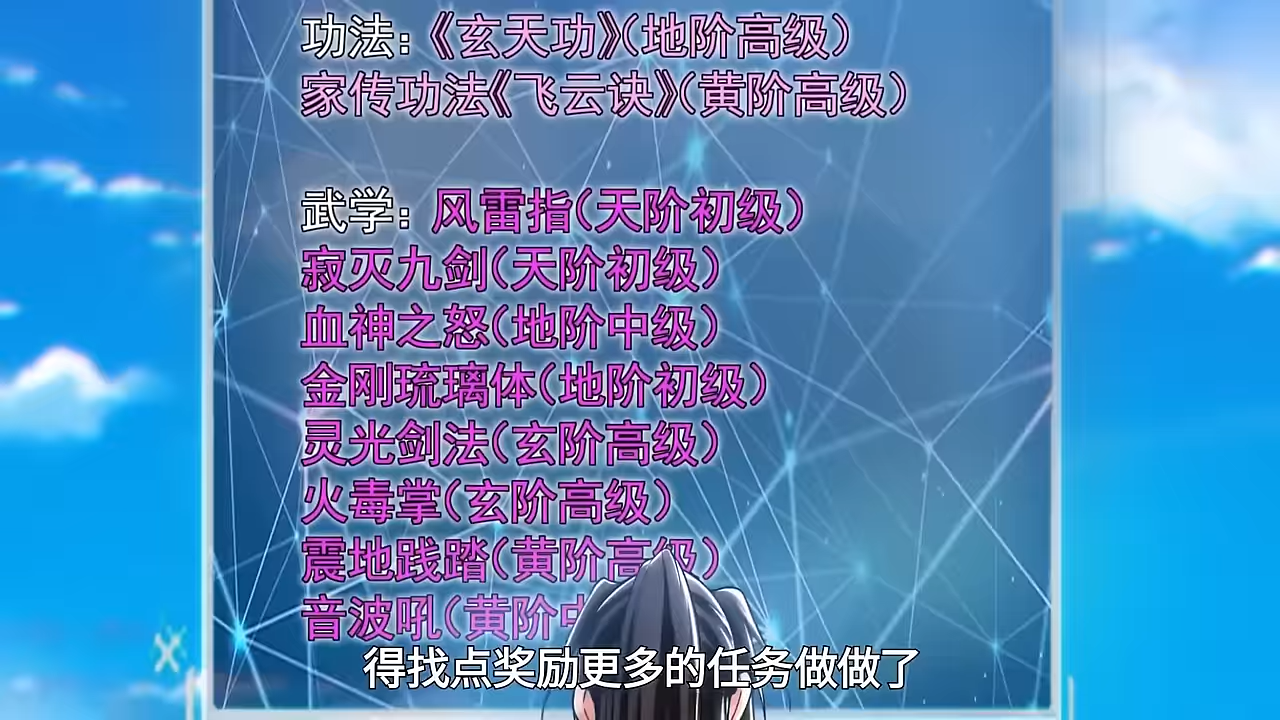 功法：《玄天功》（地阶高级）
家传功法《飞云诀》（黄阶高级）
武学：风雷指（天阶初级）
寂灭九剑（天阶初级）
血神之怒（地阶中级）
金刚琉璃体（地阶初级）
灵光剑法（玄阶高级）
火毒掌（玄阶高级）
震地践踏（黄阶高级）
音波吼（黄阶中
得找点奖励更多的任务做做了